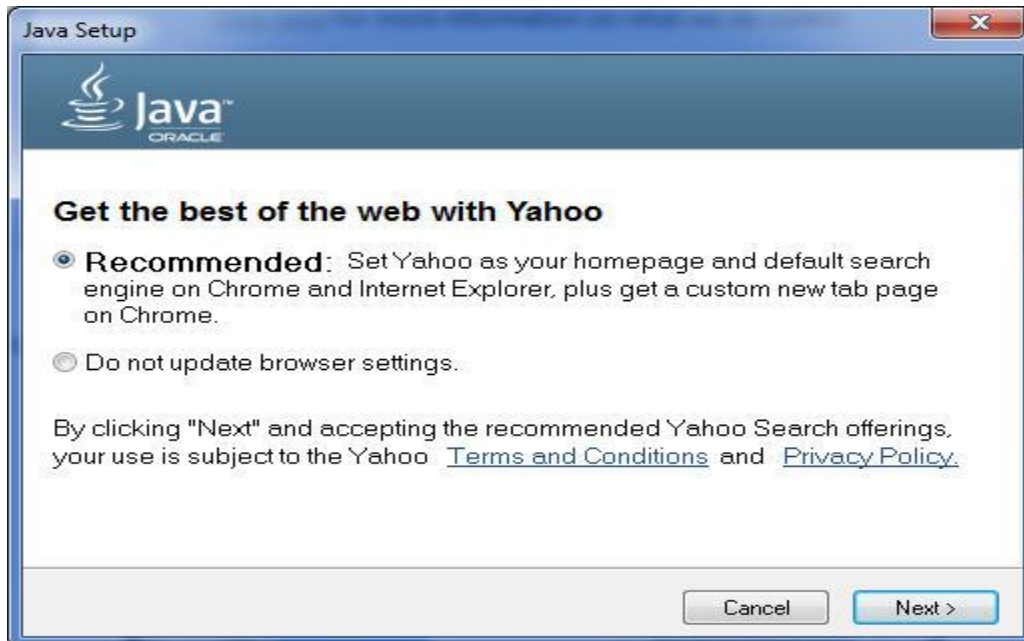 Java Setup
Java™
ORACLE
Get the best of the web with Yahoo
Recommended: Set Yahoo as your homepage and default search
engine on Chrome and Internet Explorer, plus get a custom new tab page
on Chrome.
Do not update browser settings.
By clicking "Next" and accepting the recommended Yahoo Search offerings,
your use is subject to the Yahoo Terms and Conditions and Privacy Policy.
Cancel
Next >